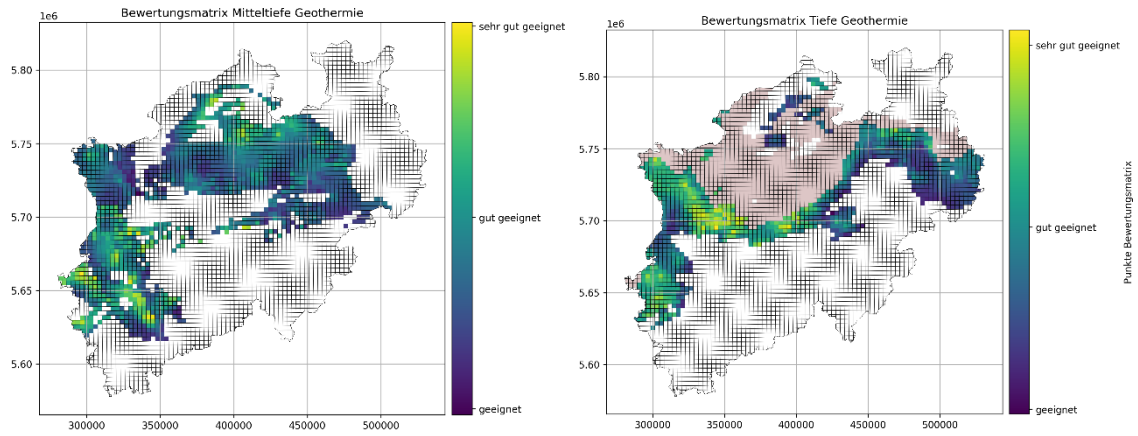 Bewertungsmatrix Mitteltiefe Geothermie
1e6
5.80
5.75
5.70
5.65
5.60
300000 350000 400000 450000 500000
sehr gut geeignet
gut geeignet
geeignet
Bewertungsmatrix Tiefe Geothermie
1e6
5.80
5.75
5.70
5.65
5.60
300000 350000 400000 450000 500000
sehr gut geeignet
gut geeignet
geeignet
Punkte Bewertungsmatrix